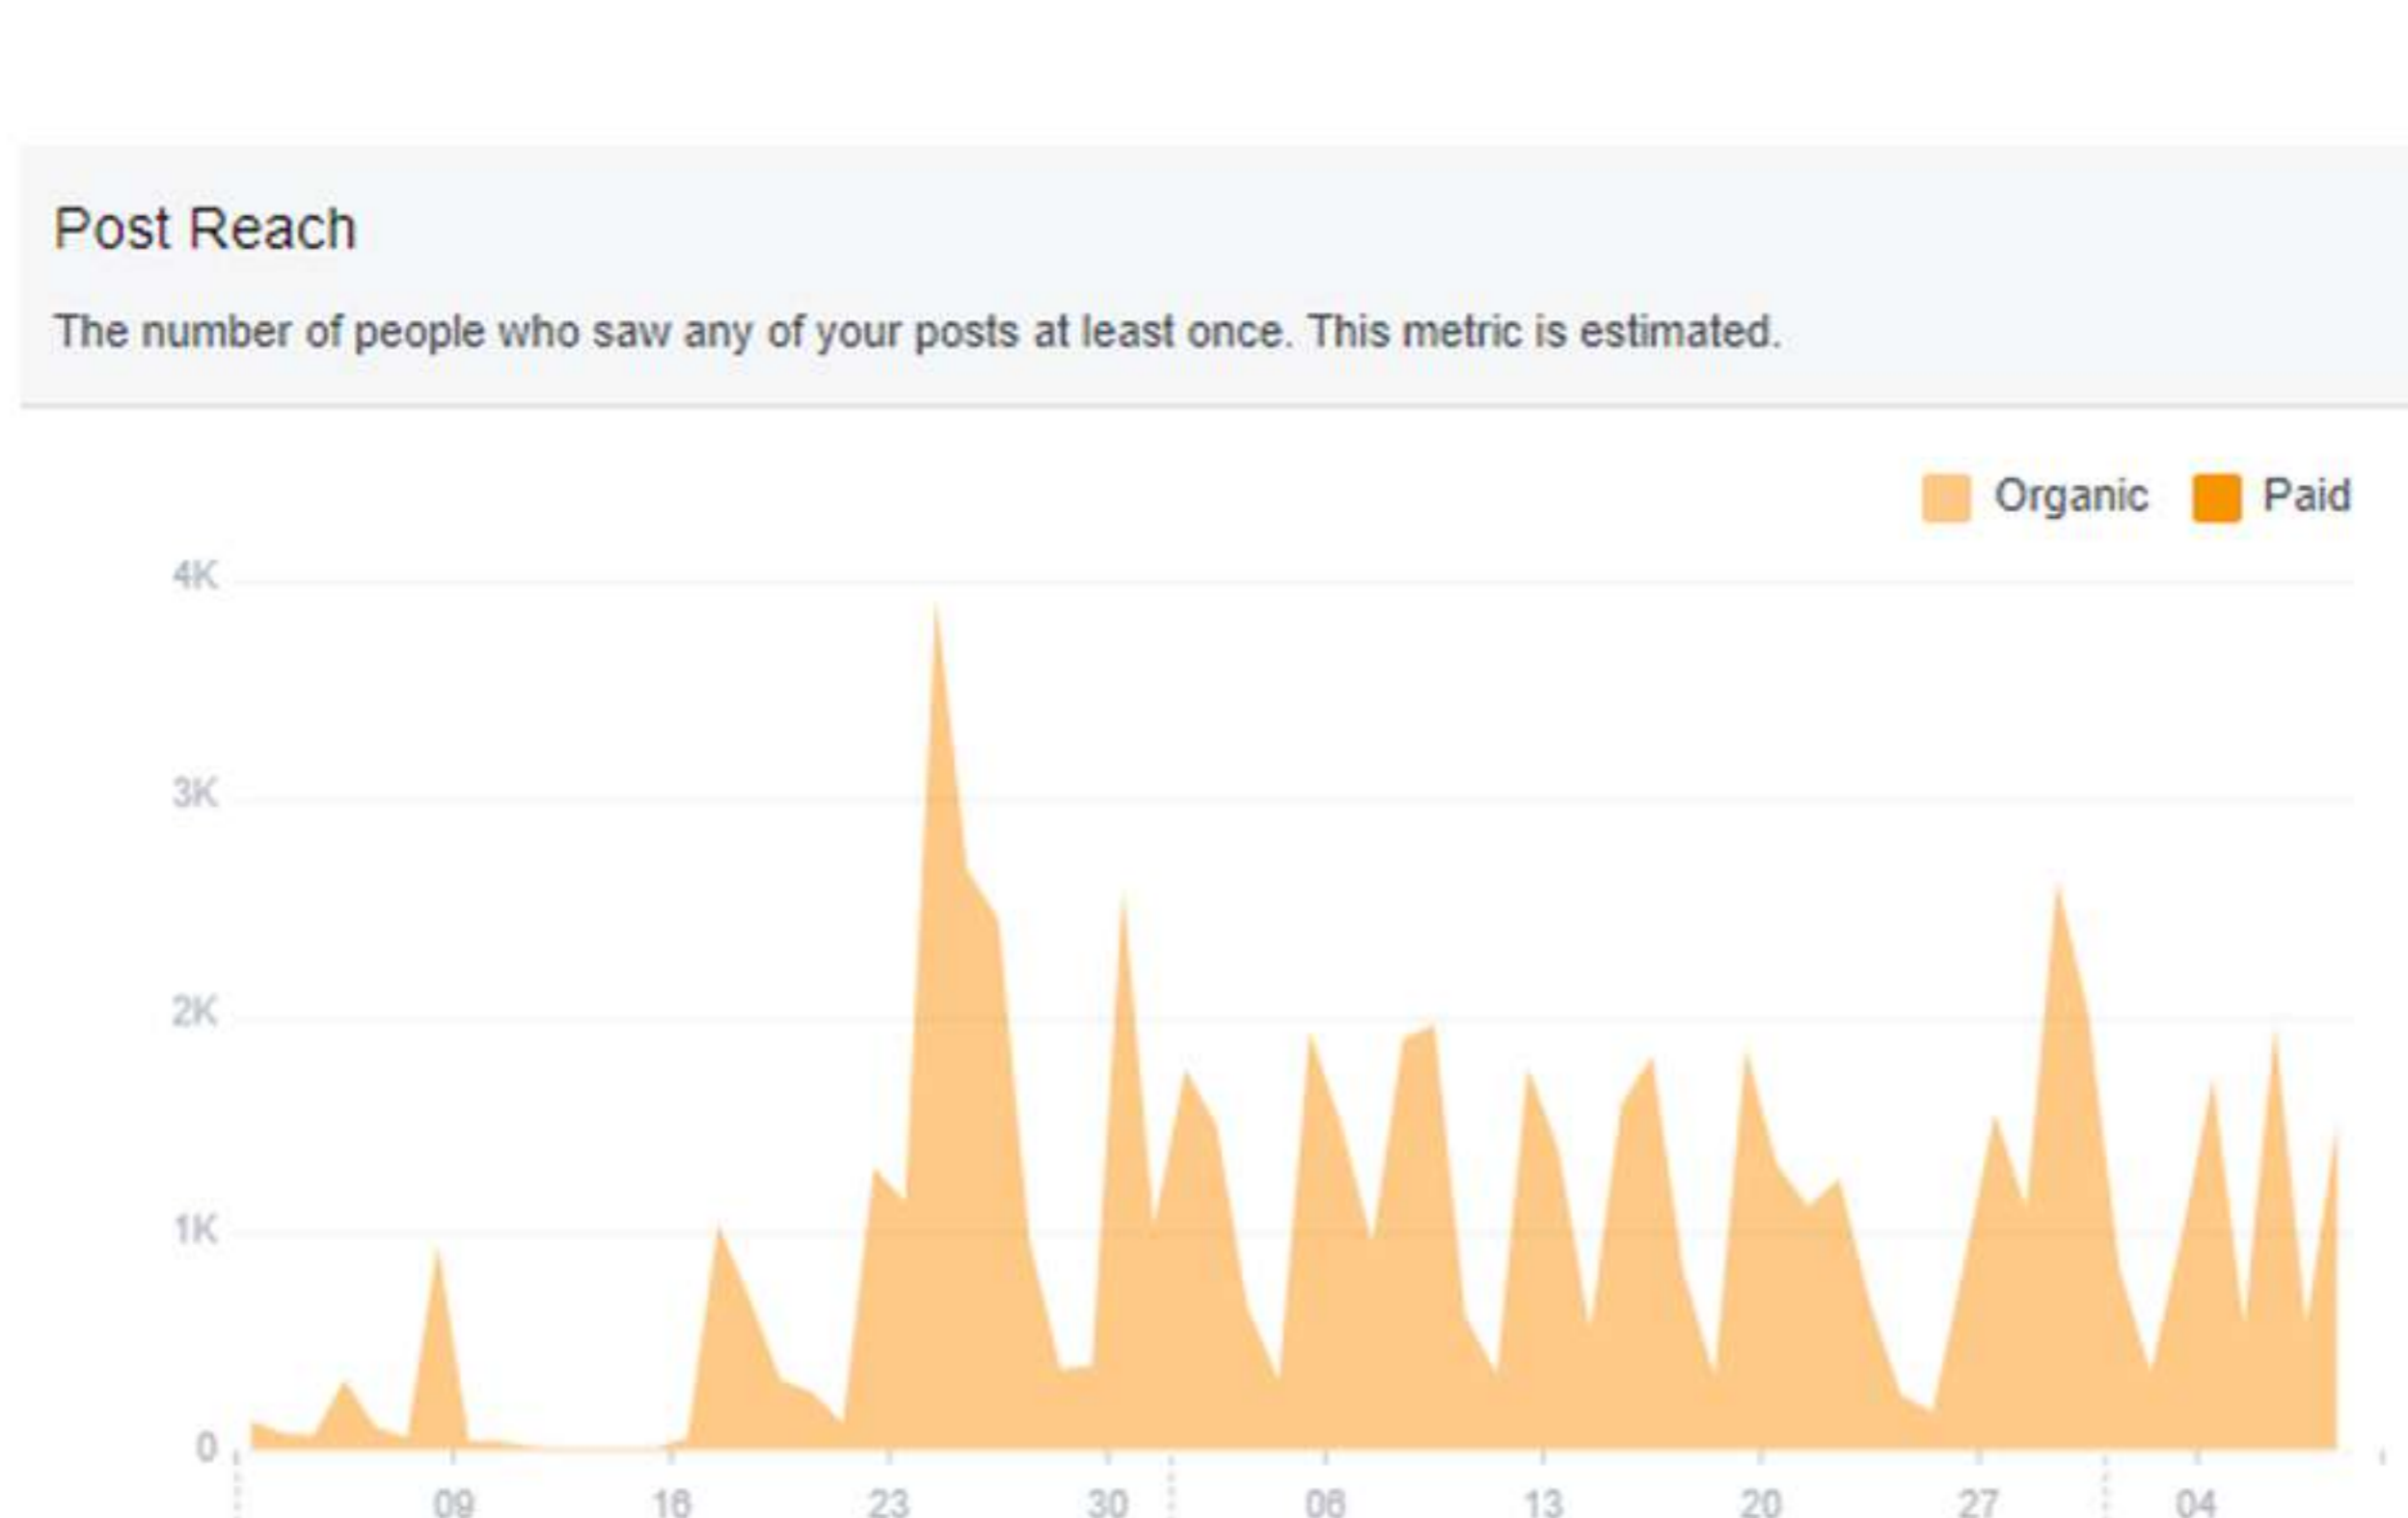 Post Reach
The number of people who saw any of your posts at least once. This metric is estimated.
Organic Paid
4K
3K
2K
1K
0
09 16 23 30 06 13 20 27 04